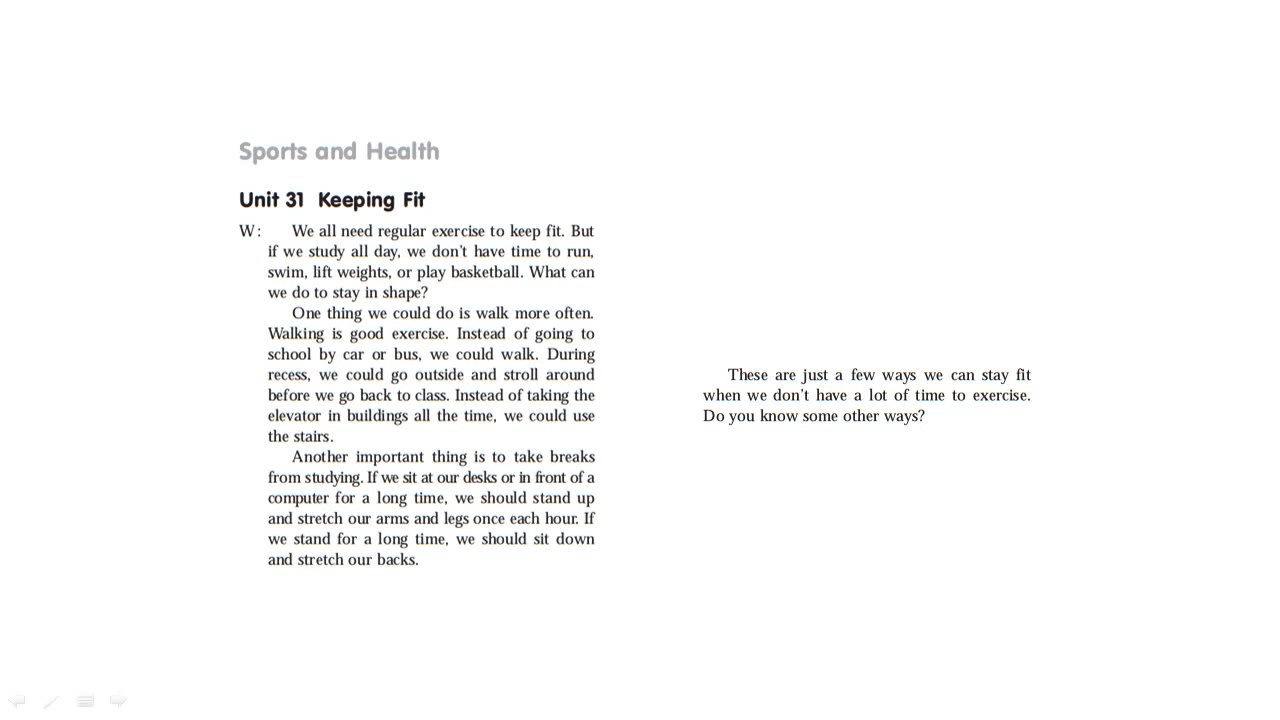 Sports and Health
Unit 31 Keeping Fit
W: We all need regular exercise to keep fit. But
if we study all day, we don't have time to run,
swim, lift weights, or play basketball. What can
we do to stay in shape?
One thing we could do is walk more often.
Walking is good exercise. Instead of going to
school by car or bus, we could walk. During
recess, we could go outside and stroll around
before we go back to class. Instead of taking the
elevator in buildings all the time, we could use
the stairs.
Another important thing is to take breaks
from studying. If we sit at our desks or in front of a
computer for a long time, we should stand up
and stretch our arms and legs once each hour. If
we stand for a long time, we should sit down
and stretch our backs.
These are just a few ways we can stay fit
when we don't have a lot of time to exercise.
Do you know some other ways?